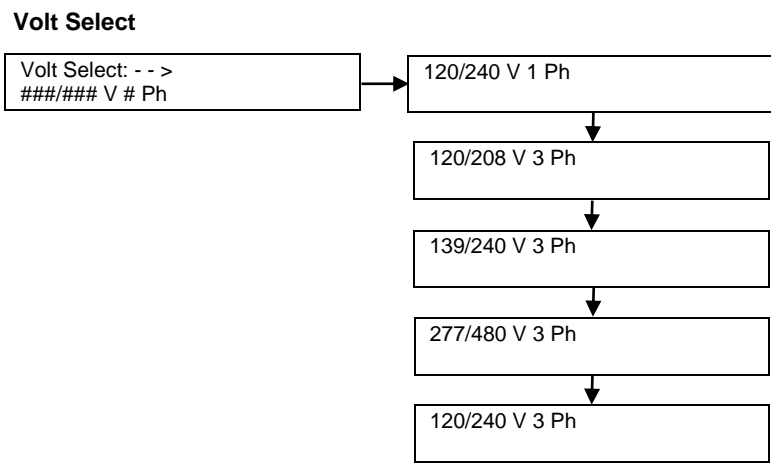 Volt Select
Volt Select: - - >
###/### V # Ph
120/240 V 1 Ph
120/208 V 3 Ph
139/240 V 3 Ph
277/480 V 3 Ph
120/240 V 3 Ph